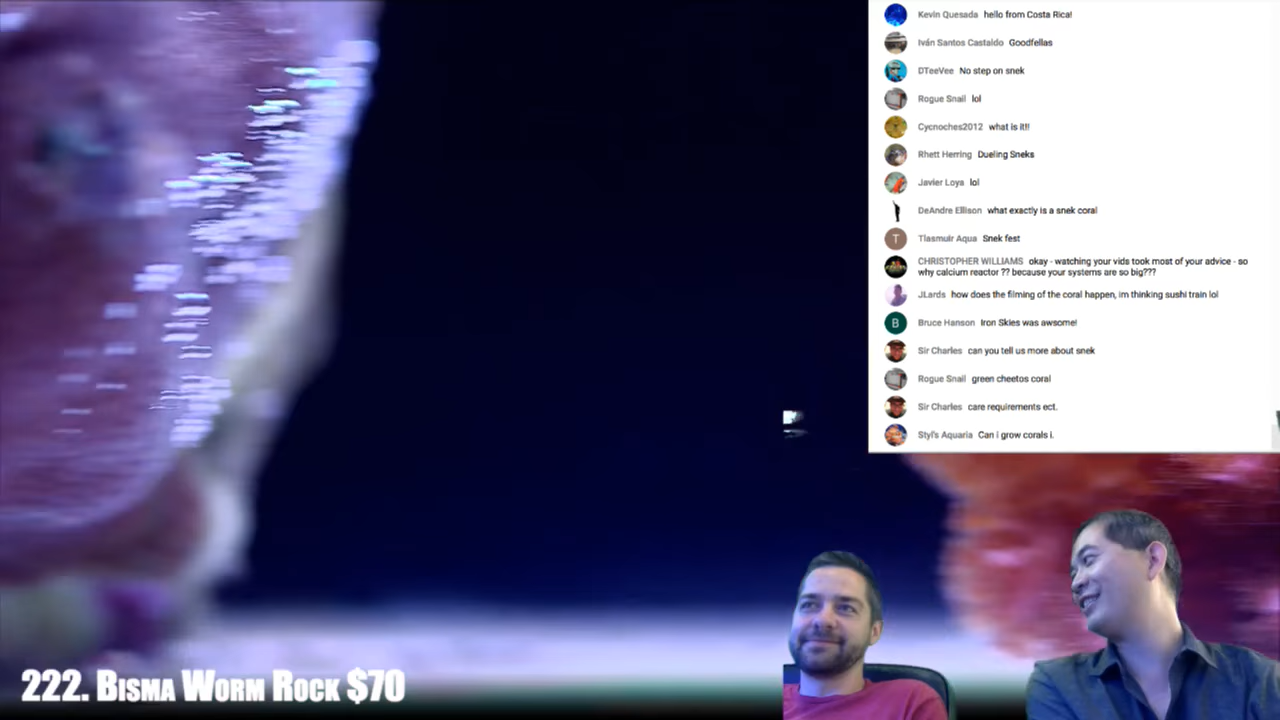 Kevin Quesada hello from Costa Rica!
Iván Santos Castaldo Goodfellas
DTeeVee No step on snek
Rogue Snail lol
Cycnoches2012 what is it!!
Rhett Herring Dueling Sneks
Javier Loya lol
DeAndre Ellison what exactly is a snek coral
T Tlasmuir Aqua Snek fest
CHRISTOPHER WILLIAMS okay - watching your vids took most of your advice - so
why calcium reactor ?? because your systems are so big???
JLards how does the filming of the coral happen, im thinking sushi train lol
B Bruce Hanson Iron Skies was awsome!
Sir Charles can you tell us more about snek
Rogue Snail green cheetos coral
Sir Charles care requirements ect.
Styl's Aquaria Can i grow corals i.
222. Bisma Worm Rock $70